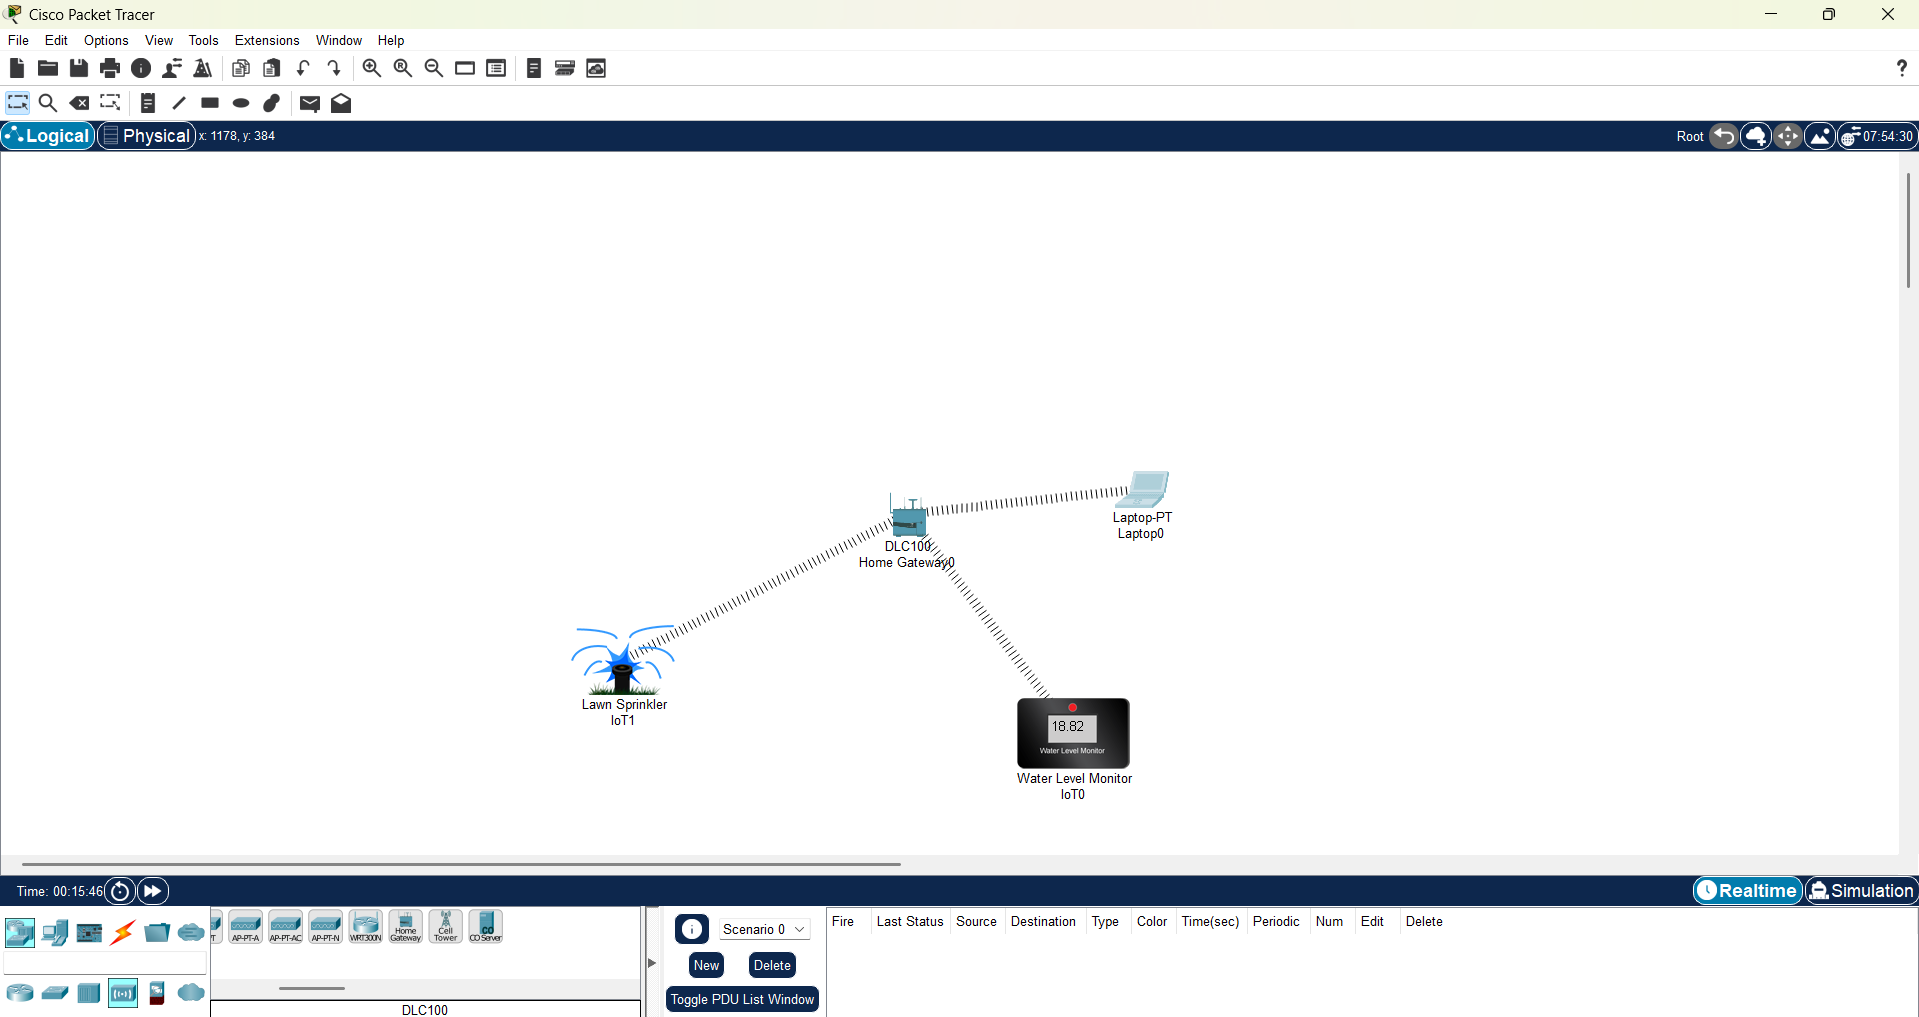 Cisco Packet Tracer
File Edit Options View Tools Extensions Window Help
?
Logical Physical x: 1178, y: 384 Root 07:54:30
Laptop-PT
Laptop0
DLC100
Home Gateway0
Lawn Sprinkler
IoT1
18.82
Water Level Monitor
Water Level Monitor
IoT0
Time: 00:15:46 Realtime Simulation
AP-PT-A AP-PT-AC AP-PT-N WRT300N Home Gateway Cell Tower CO CO Server
DLC100
Scenario 0
New Delete
Toggle PDU List Window
Fire Last Status Source Destination Type Color Time(sec) Periodic Num Edit Delete